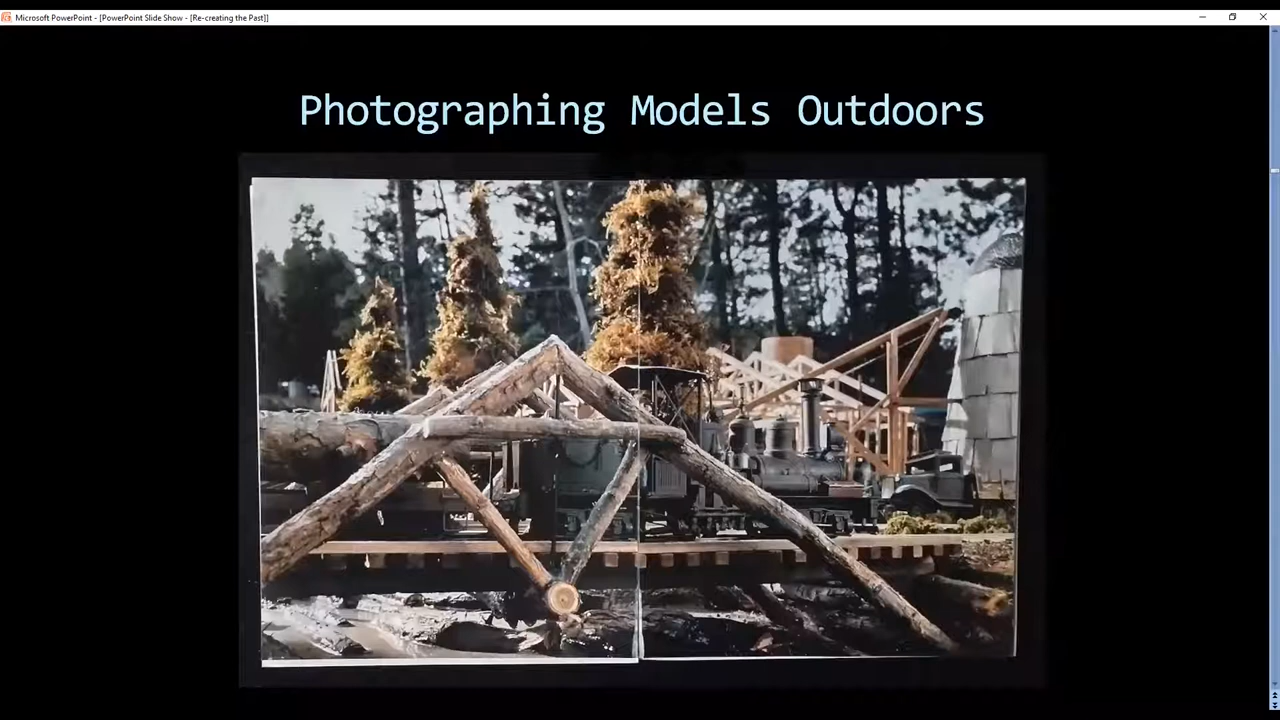 Microsoft PowerPoint - [PowerPoint Slide Show - [Re-creating the Past]]
Photographing Models Outdoors